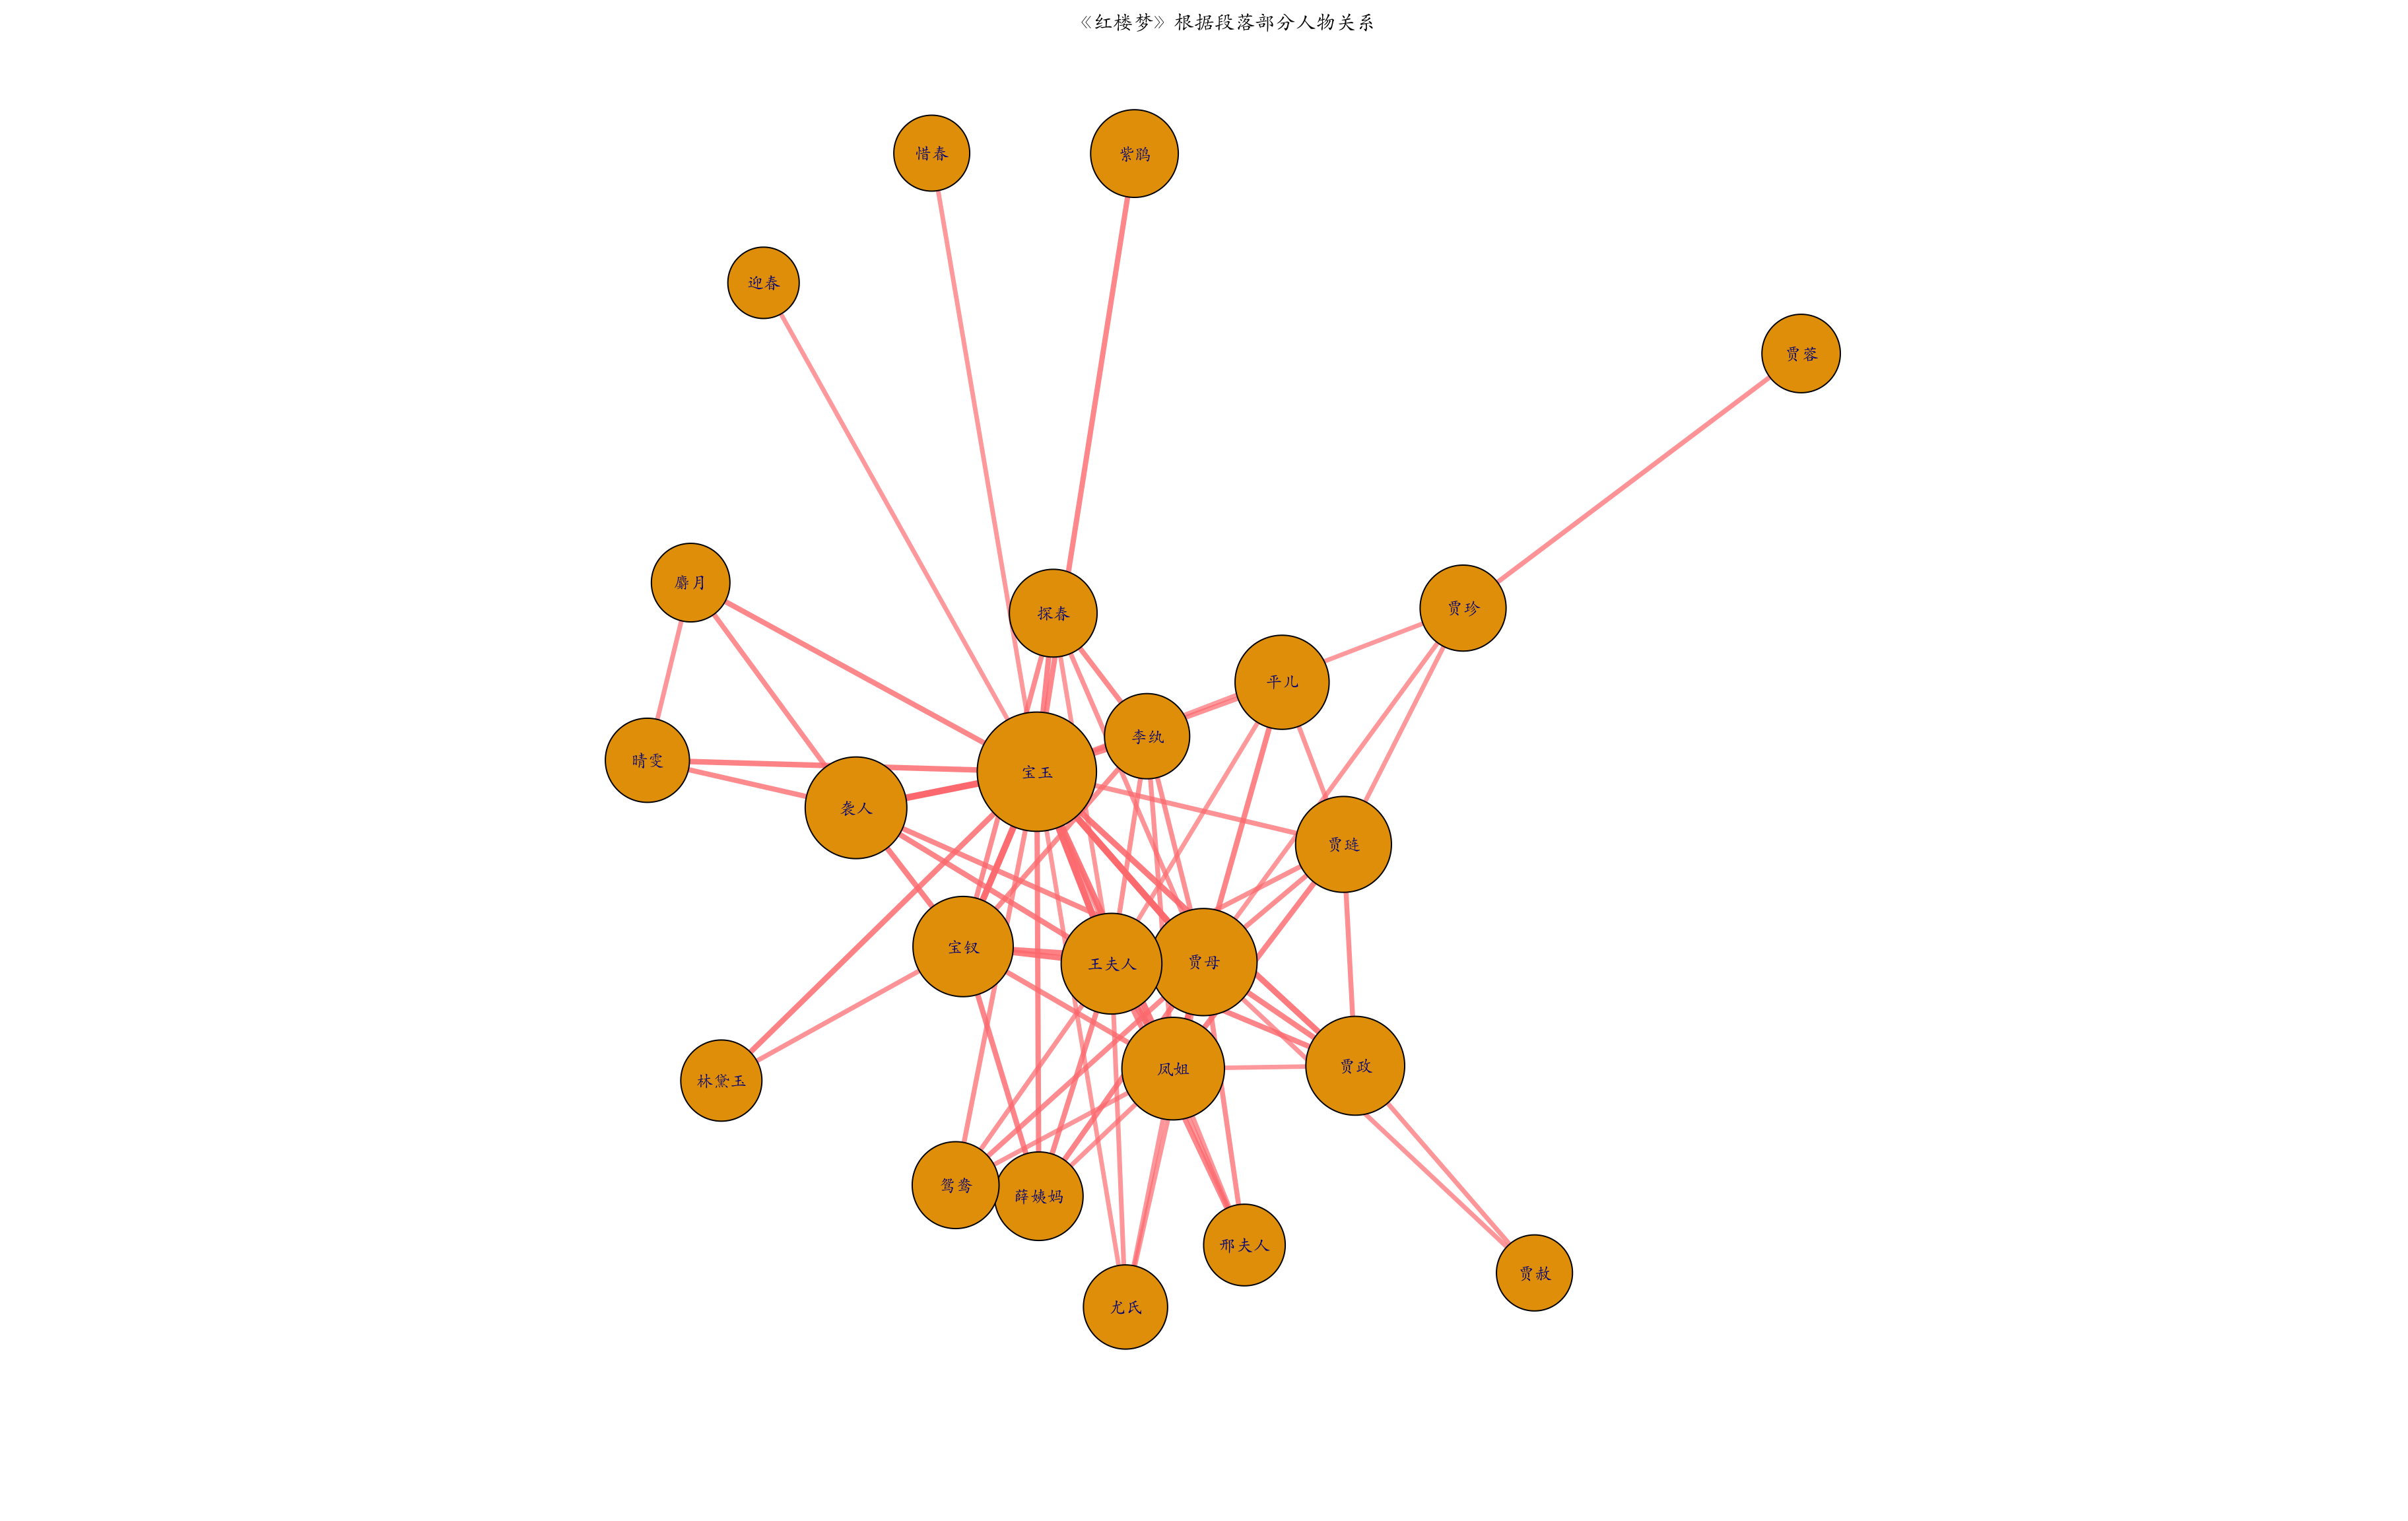 《红楼梦》根据段落部分人物关系
惜春
紫鹃
迎春
贾蓉
麝月
探春
贾珍
平儿
李纨
晴雯
宝玉
袭人
贾琏
宝钗
王夫人
贾母
凤姐
贾政
林黛玉
鸳鸯
薛姨妈
邢夫人
贾赦
尤氏